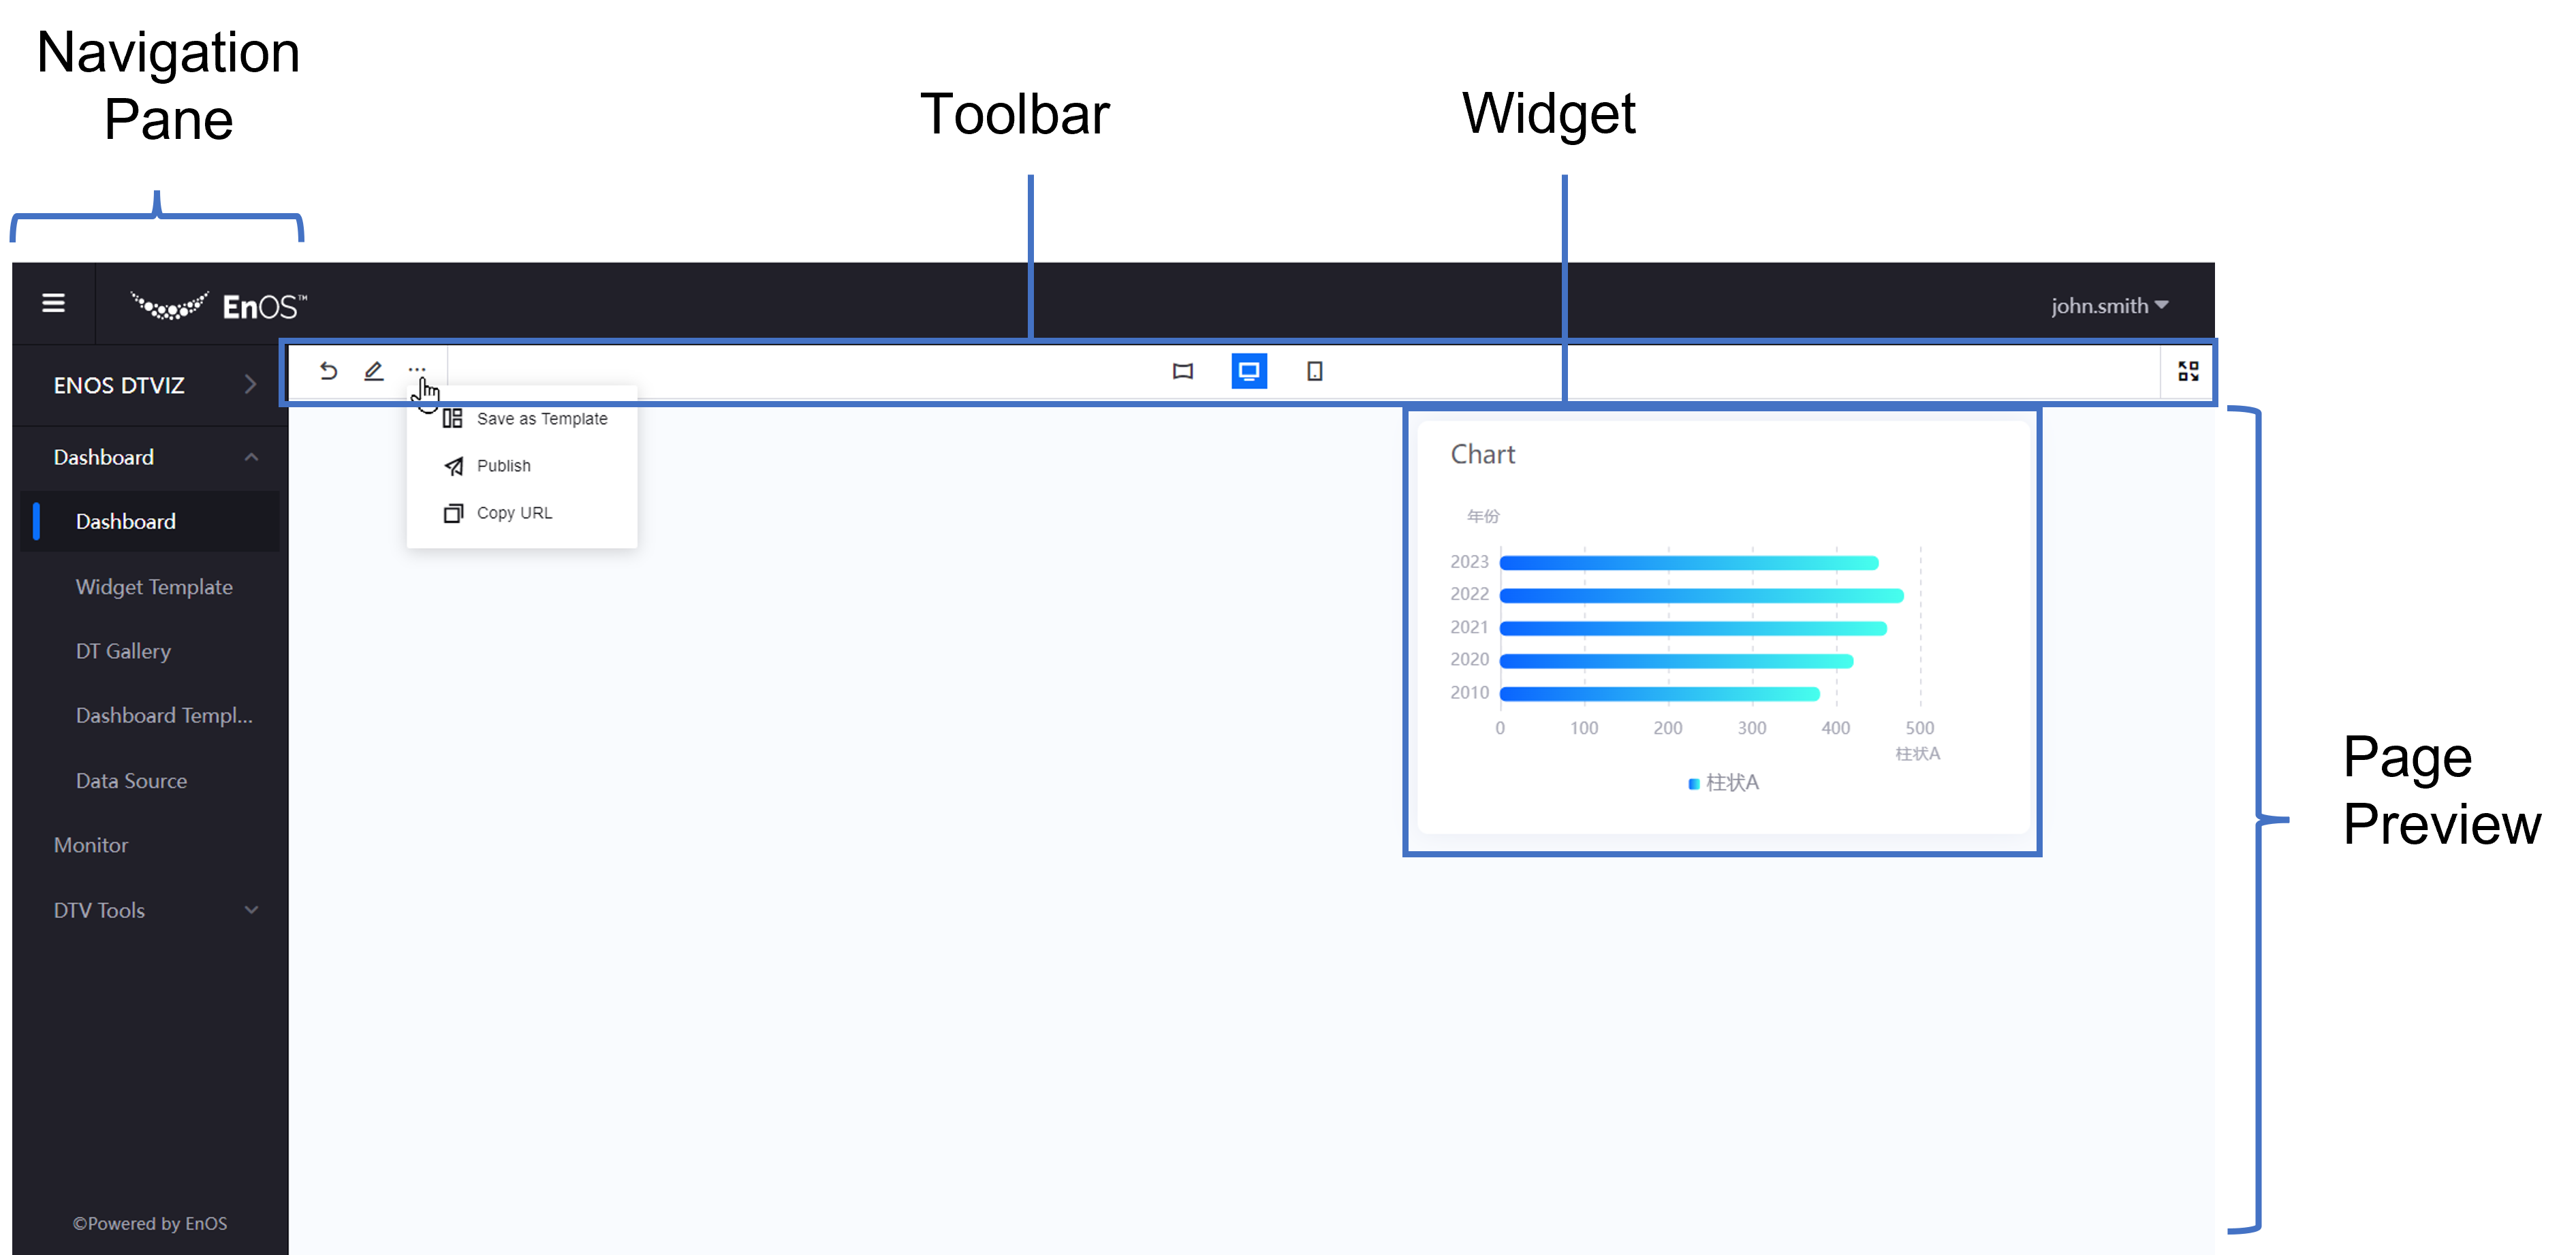 Navigation
Pane
Toolbar
Widget
EnOS™
john.smith
ENOS DTVIZ
Dashboard
Dashboard
Widget Template
DT Gallery
Dashboard Templ...
Data Source
Monitor
DTV Tools
©Powered by EnOS
Save as Template
Publish
Copy URL
Chart
年份
2023
2022
2021
2020
2010
0 100 200 300 400 500
柱状A
柱状A
Page
Preview